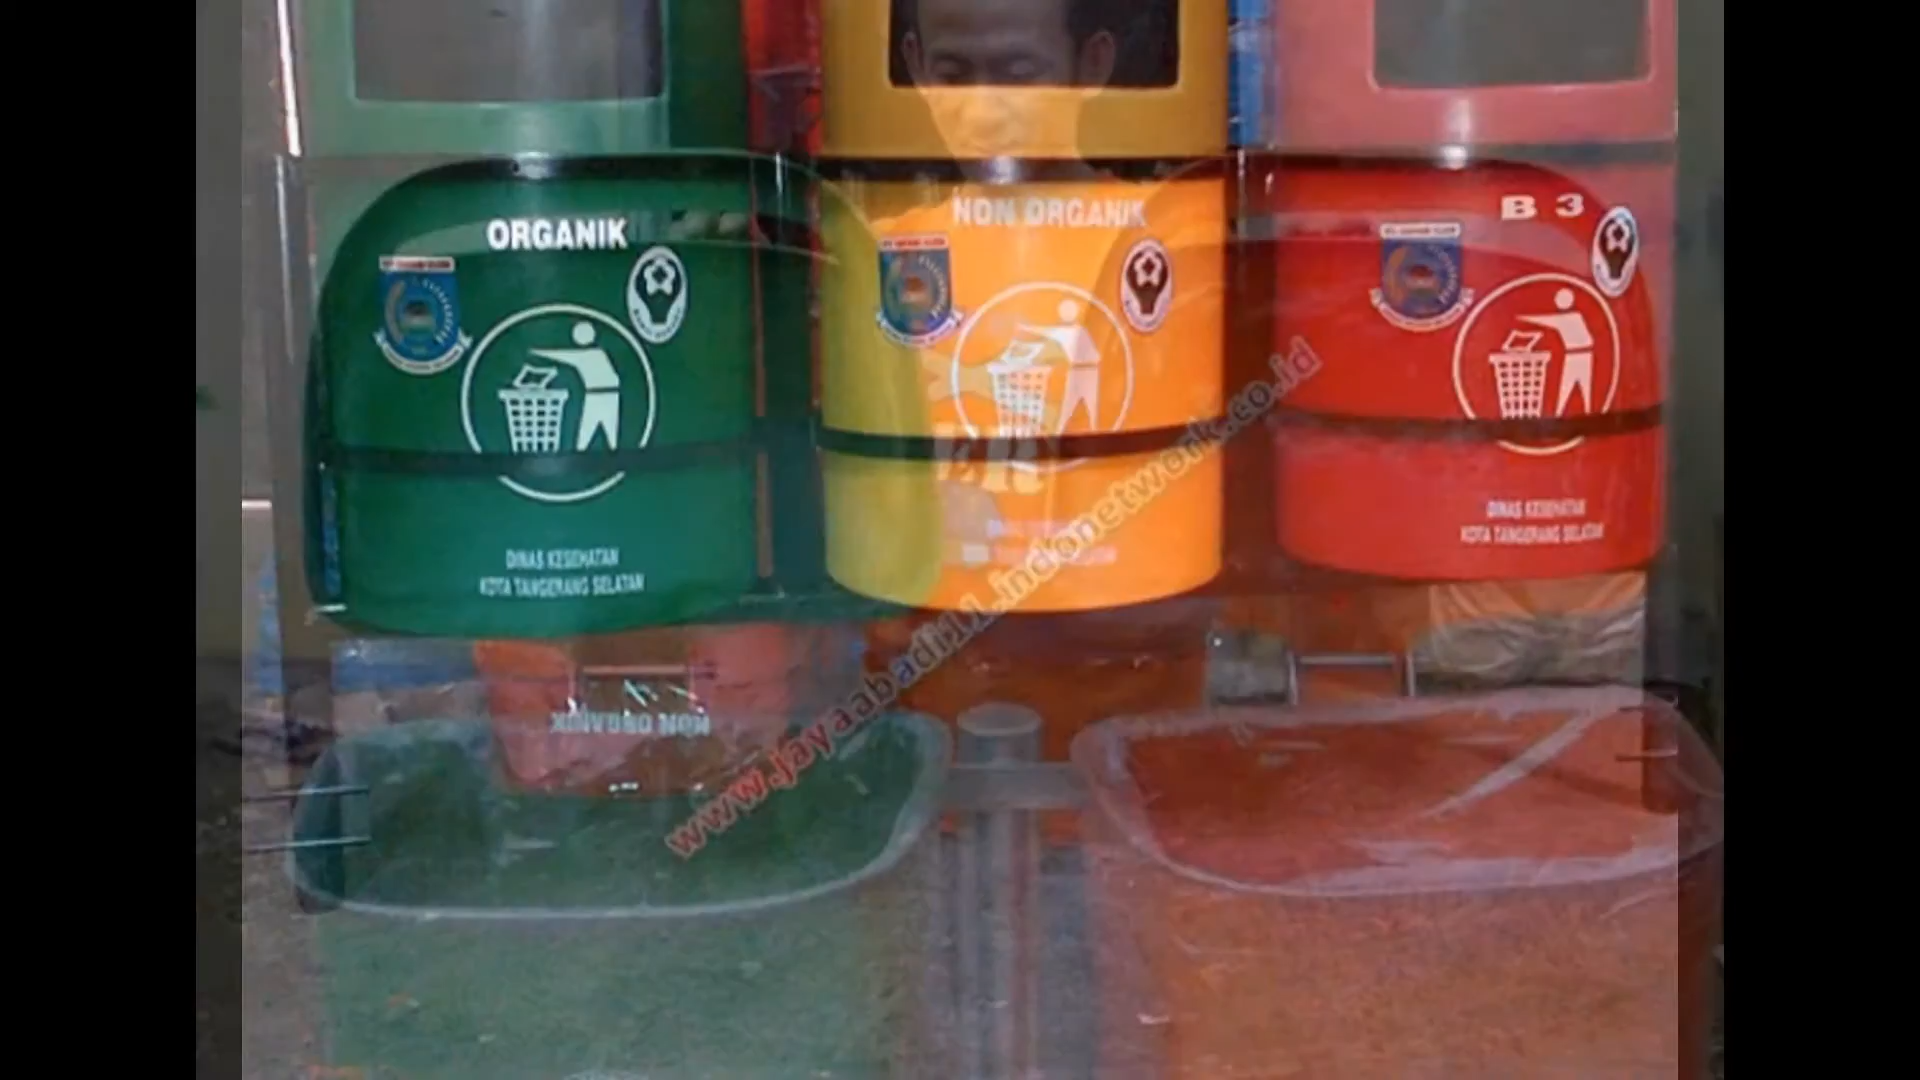 ORGANIK
NON ORGANIK
B 3
DINAS KESEHATAN
KOTA TANGERANG SELATAN
DINAS KESEHATAN
KOTA TANGERANG SELATAN
NON ORGANIK
www.jayaabadi11.indonetwork.co.id